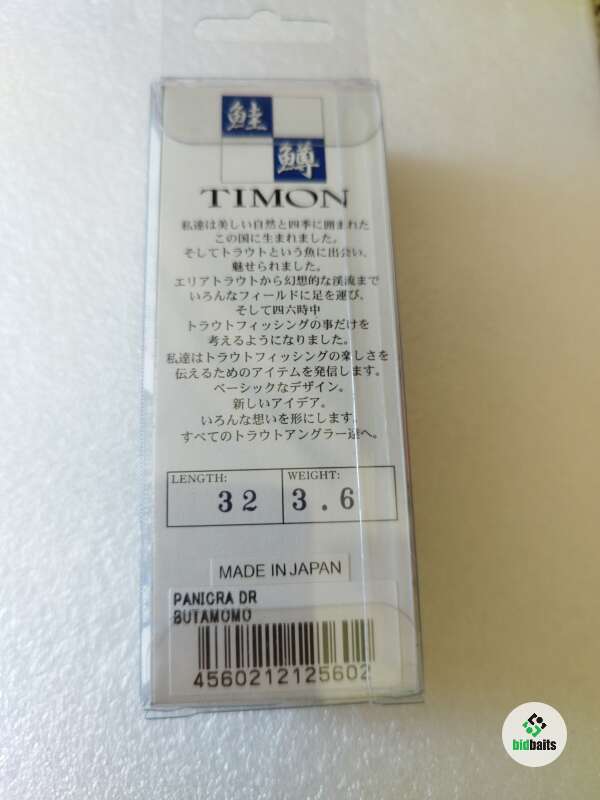 鮭
鱒
TIMON
私達は美しい自然と四季に囲まれた
この国に生まれました。
そしてトラウトという魚に出会い、
魅せられました。
エリアトラウトから幻想的な渓流まで
いろんなフィールドに足を運び、
そして四六時中
トラウトフィッシングの事だけを
考えるようになりました。
私達はトラウトフィッシングの楽しさを
伝えるためのアイテムを発信します。
ベーシックなデザイン。
新しいアイデア。
いろんな想いを形にします。
すべてのトラウトアングラー達へ。
LENGTH: WEIGHT:
32 3.6
MADE IN JAPAN
PANICRA DR
BUTAMOMO
4560212125602
bidbaits